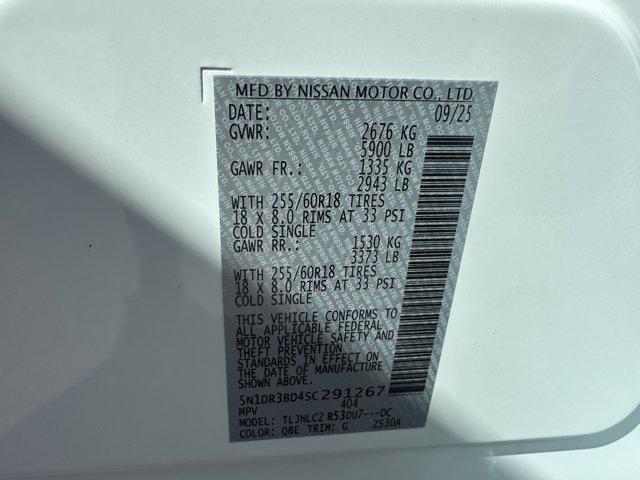 MFD BY NISSAN MOTOR CO., LTD.
DATE: 09/25
GVWR: 2676 KG
5900 LB
GAWR FR.: 1335 KG
2943 LB
WITH 255/60R18 TIRES
18 X 8.0 RIMS AT 33 PSI
COLD SINGLE
GAWR RR.: 1530 KG
3373 LB
WITH 255/60R18 TIRES
18 X 8.0 RIMS AT 33 PSI
COLD SINGLE
THIS VEHICLE CONFORMS TO
ALL APPLICABLE FEDERAL
MOTOR VEHICLE SAFETY AND
THEFT PREVENTION
STANDARDS IN EFFECT ON
THE DATE OF MANUFACTURE
SHOWN ABOVE.
5N1DR3BD4SC291267
MPV 404
MODEL: TLJNLC2 R53DU7---DC
COLOR: QBE TRIM: G ZS30A